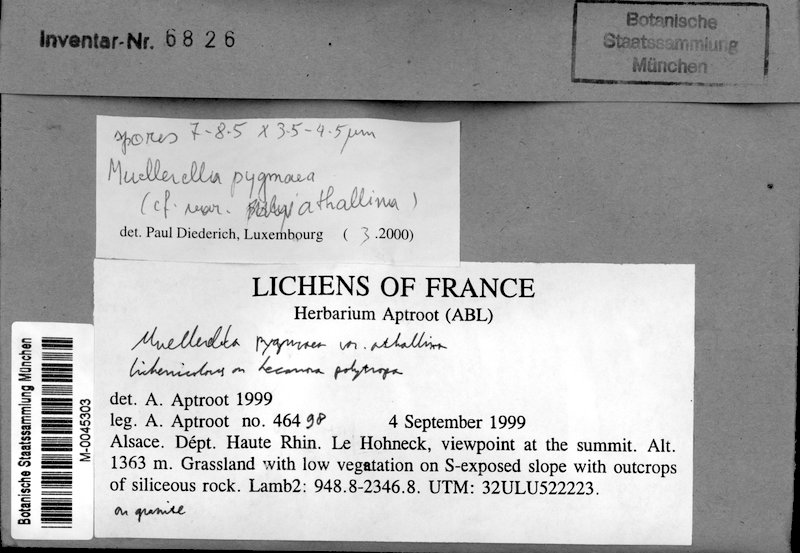 Inventar-Nr. 6826
Botanische
Staatssammlung
München
spores 7-8.5 x 3.5-4.5 µm
Muellerella pygmaea
(cf. var. athallina)
det. Paul Diederich, Luxembourg ( 3 .2000)
LICHENS OF FRANCE
Herbarium Aptroot (ABL)
Muellerella pygmaea var. athallina
lichenicolous on Lecanora polytropa
det. A. Aptroot 1999
leg. A. Aptroot no. 46498 4 September 1999
Alsace. Dépt. Haute Rhin. Le Hohneck, viewpoint at the summit. Alt.
1363 m. Grassland with low vegatation on S-exposed slope with outcrops
of siliceous rock. Lamb2: 948.8-2346.8. UTM: 32ULU522223.
on granite
Botanische Staatssammlung München
M-0045303